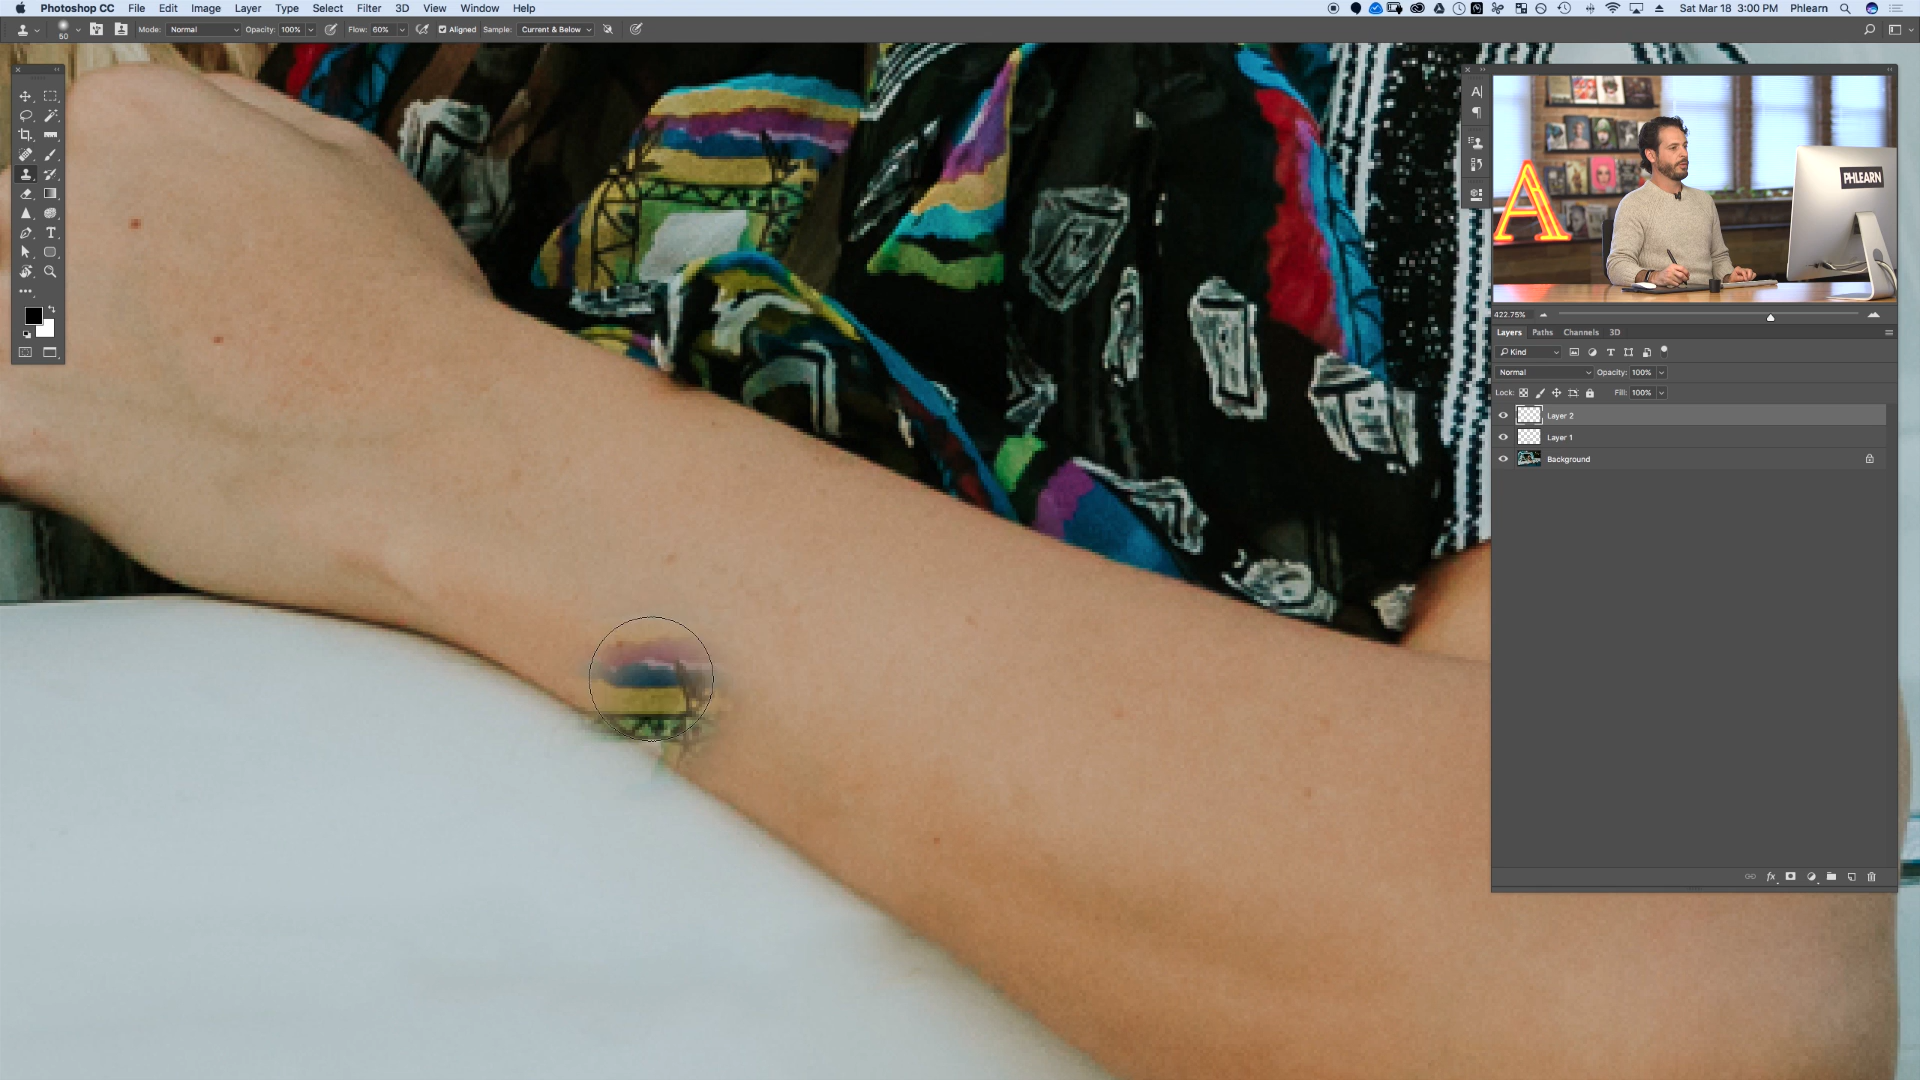 Photoshop CC File Edit Image Layer Type Select Filter 3D View Window Help Sat Mar 18 3:00 PM Phlearn
50 Mode: Normal Opacity: 100% Flow: 60% Aligned Sample: Current & Below
A
PHLEARN
422.75%
Layers Paths Channels 3D
Kind
Normal Opacity: 100%
Lock: Fill: 100%
Layer 2
Layer 1
Background
fx